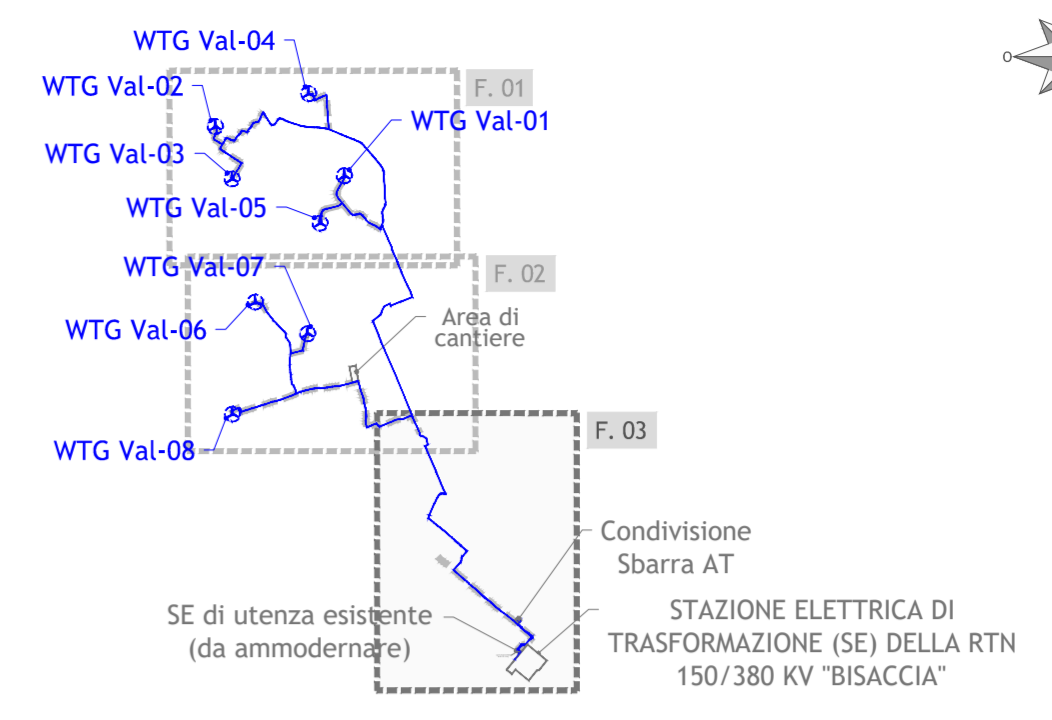 WTG Val-04
WTG Val-02
F. 01
WTG Val-01
WTG Val-03
WTG Val-05
WTG Val-07
F. 02
WTG Val-06
Area di
cantiere
WTG Val-08
F. 03
Condivisione
Sbarra AT
SE di utenza esistente
(da ammodernare)
STAZIONE ELETTRICA DI
TRASFORMAZIONE (SE) DELLA RTN
150/380 KV "BISACCIA"
O